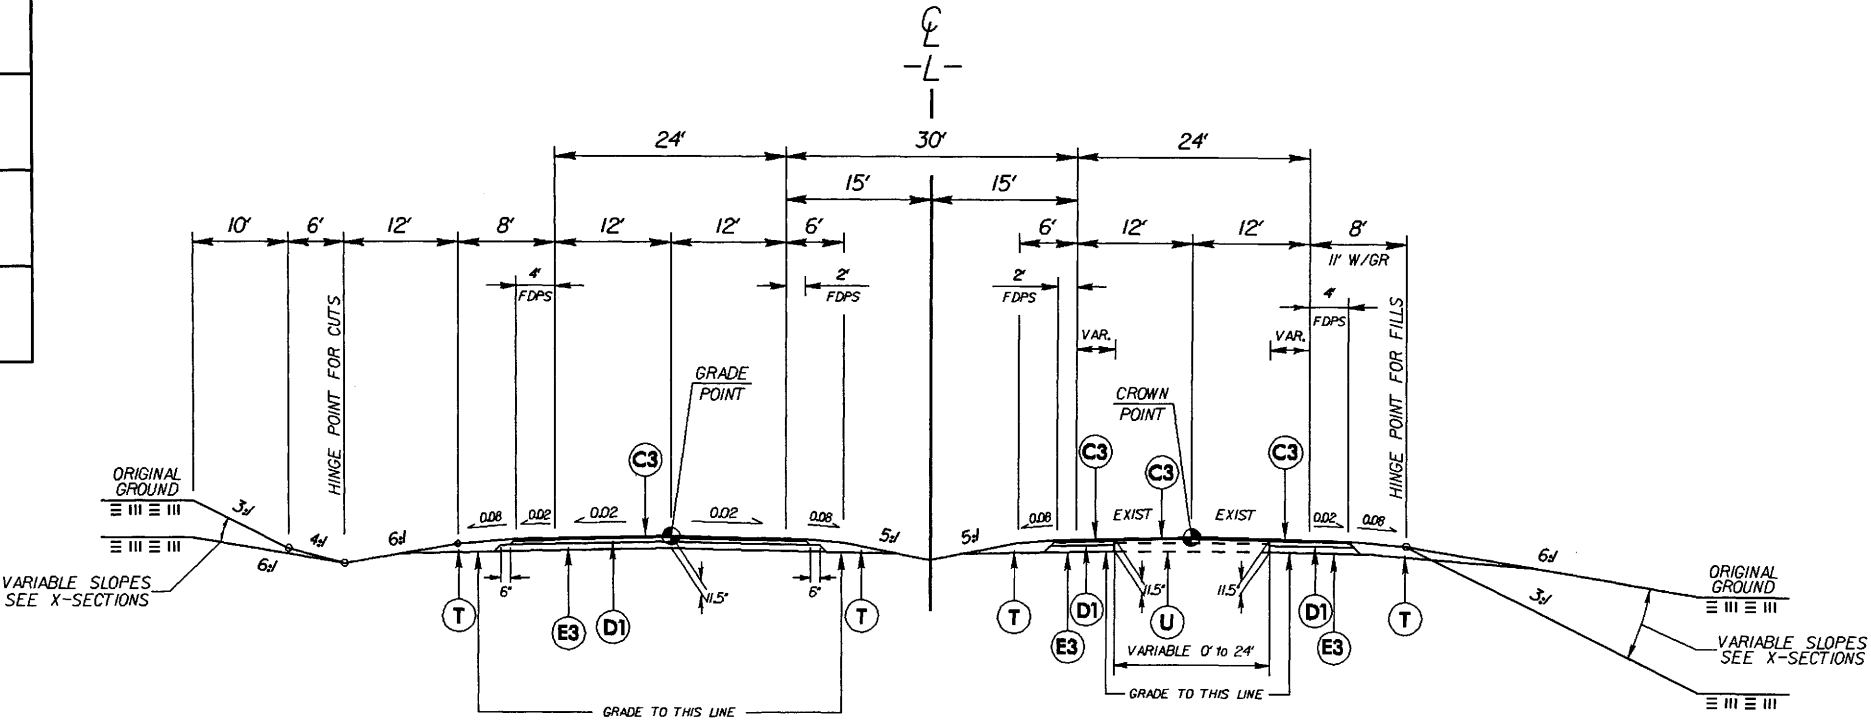 CL
-L-
24'
30'
24'
15'
15'
10'
6'
12'
8'
12'
12'
6'
6'
12'
12'
8'
11' W/GR
4'
FDPS
2'
FDPS
2'
FDPS
4'
FDPS
VAR.
VAR.
HINGE POINT FOR CUTS
HINGE POINT FOR FILLS
GRADE
POINT
CROWN
POINT
C3
C3
C3
C3
ORIGINAL
GROUND
3:1
4:1
6:1
6:1
0.08
0.02
0.02
0.02
0.08
5:1
5:1
0.08
EXIST
EXIST
0.02
0.08
6:1
3:1
VARIABLE SLOPES
SEE X-SECTIONS
6"
11.5"
6"
11.5"
11.5"
T
E3
D1
T
T
E3
D1
U
D1
E3
T
VARIABLE 0' to 24'
GRADE TO THIS LINE
GRADE TO THIS LINE
ORIGINAL
GROUND
VARIABLE SLOPES
SEE X-SECTIONS